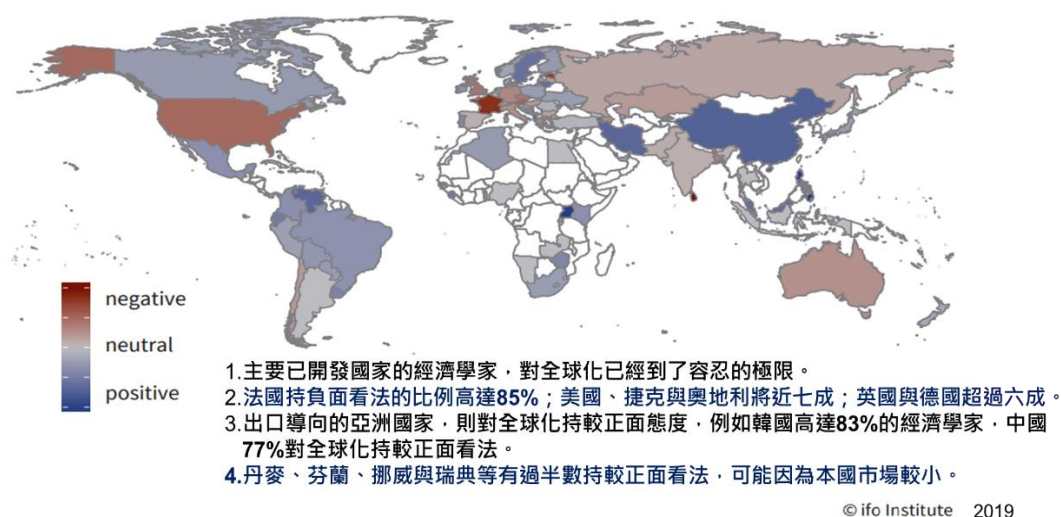 negative
neutral
positive
1.主要已開發國家的經濟學家，對全球化已經到了容忍的極限。
2.法國持負面看法的比例高達85%；美國、捷克與奧地利將近七成；英國與德國超過六成。
3.出口導向的亞洲國家，則對全球化持較正面態度，例如韓國高達83%的經濟學家，中國
77%對全球化持較正面看法。
4.丹麥、芬蘭、挪威與瑞典等有過半數持較正面看法，可能因為本國市場較小。
© ifo Institute 2019